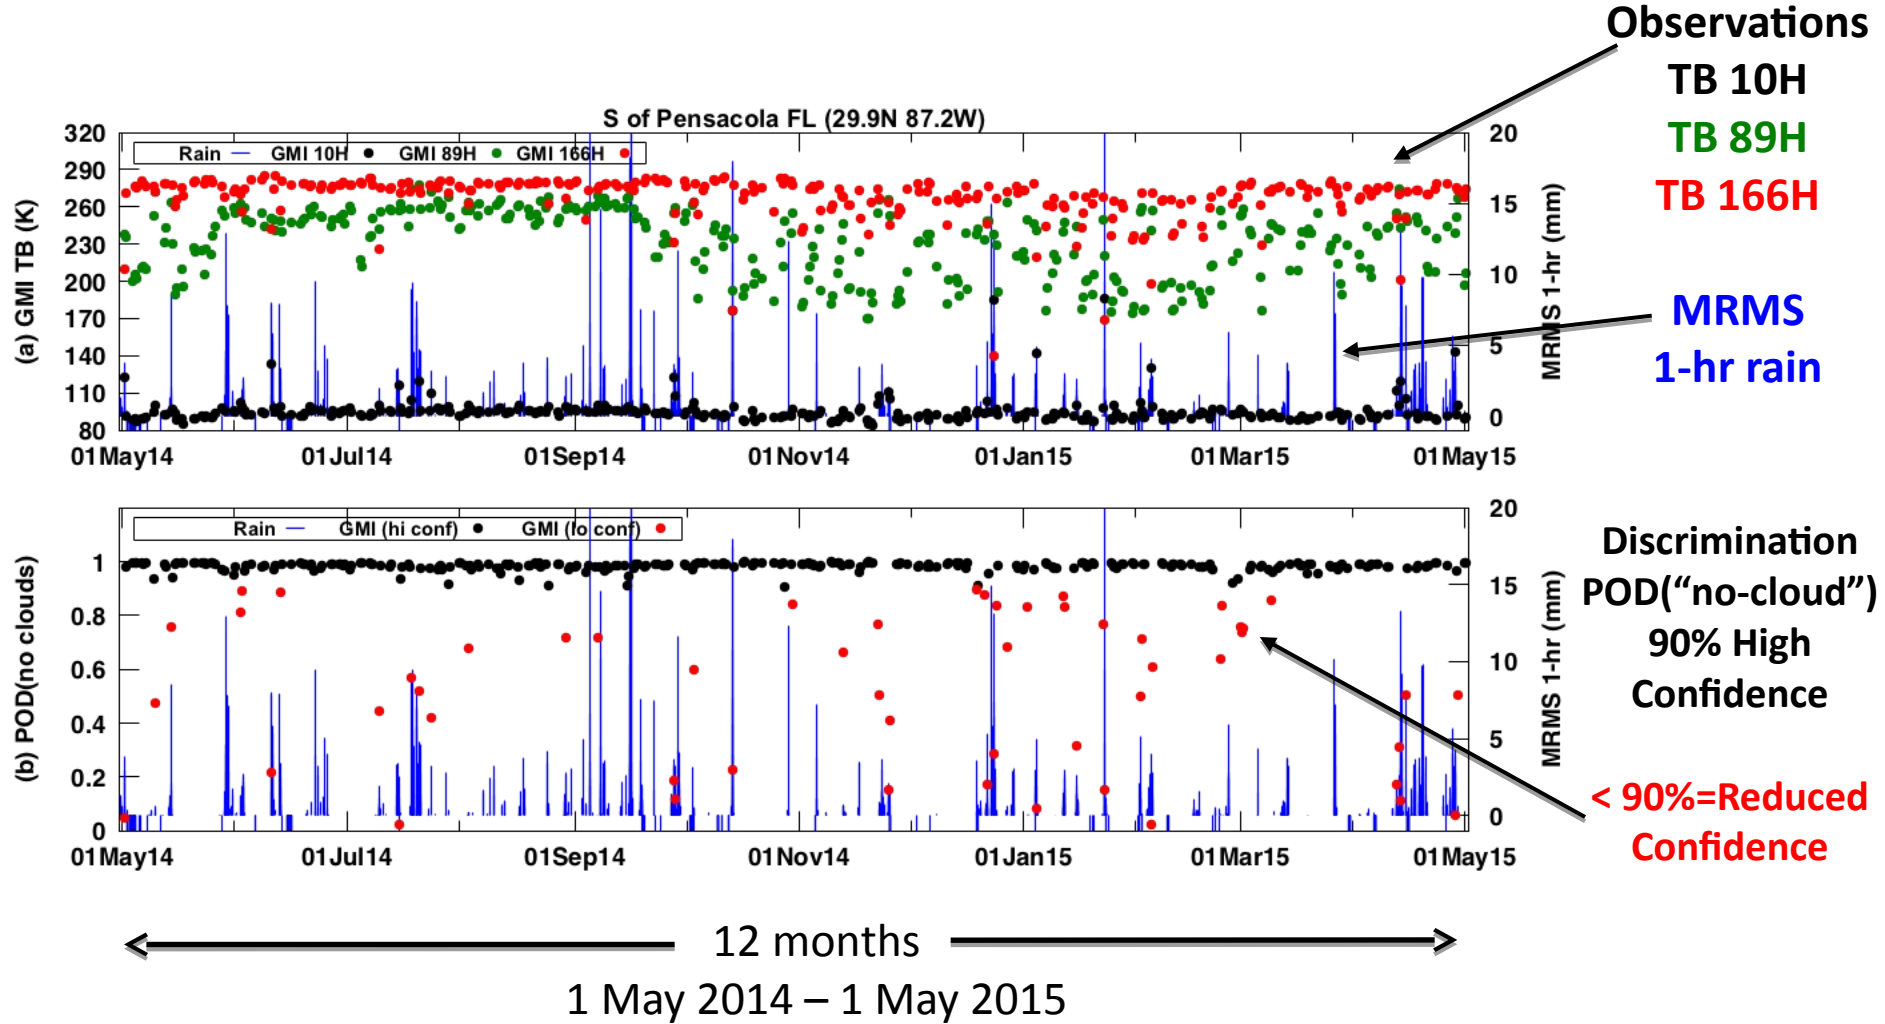 Observations
TB 10H
TB 89H
TB 166H
MRMS
1-hr rain
S of Pensacola FL (29.9N 87.2W)
Rain GMI 10H GMI 89H GMI 166H
(a) GMI TB (K)
320
290
260
230
200
170
140
110
80
20
15
10
5
0
MRMS 1-hr (mm)
01May14 01Jul14 01Sep14 01Nov14 01Jan15 01Mar15 01May15
Rain GMI (hi conf) GMI (lo conf)
(b) POD(no clouds)
1
0.8
0.6
0.4
0.2
0
20
15
10
5
0
MRMS 1-hr (mm)
01May14 01Jul14 01Sep14 01Nov14 01Jan15 01Mar15 01May15
Discrimination
POD(“no-cloud”)
90% High
Confidence
< 90%=Reduced
Confidence
12 months
1 May 2014 – 1 May 2015